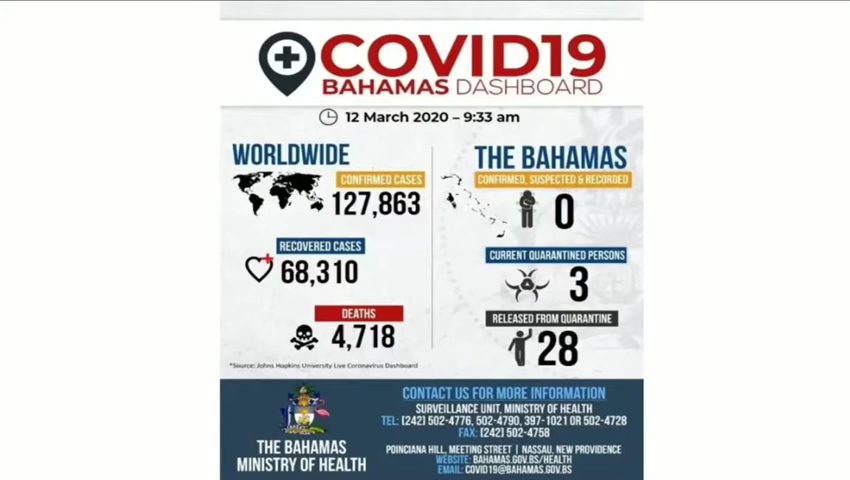 COVID19
BAHAMAS DASHBOARD
12 March 2020 – 9:33 am
WORLDWIDE
CONFIRMED CASES
127,863
RECOVERED CASES
68,310
DEATHS
4,718
*Source: Johns Hopkins University Live Coronavirus Dashboard
THE BAHAMAS
CONFIRMED, SUSPECTED & RECORDED
0
CURRENT QUARANTINED PERSONS
3
RELEASED FROM QUARANTINE
28
THE BAHAMAS
MINISTRY OF HEALTH
CONTACT US FOR MORE INFORMATION
SURVEILLANCE UNIT, MINISTRY OF HEALTH
TEL: [242] 502-4776, 502-4790, 397-1021 OR 502-4728
FAX: [242] 502-4758
POINCIANA HILL, MEETING STREET | NASSAU, NEW PROVIDENCE
WEBSITE: BAHAMAS.GOV.BS/HEALTH
EMAIL: COVID19@BAHAMAS.GOV.BS